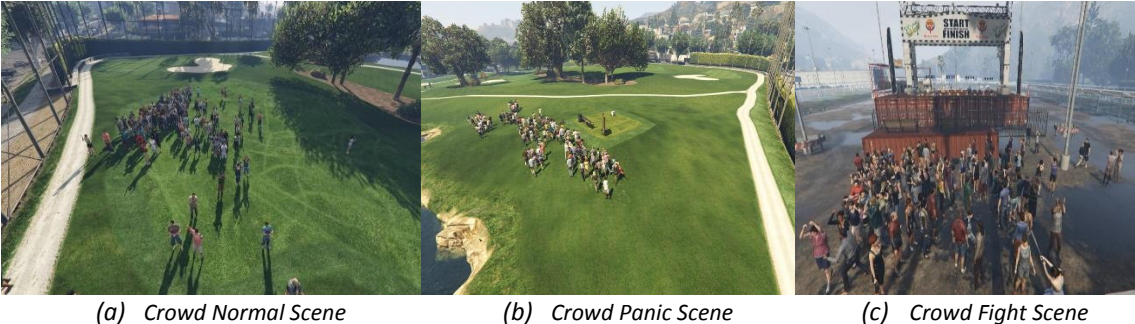 START
FINISH
(a) Crowd Normal Scene
(b) Crowd Panic Scene
(c) Crowd Fight Scene